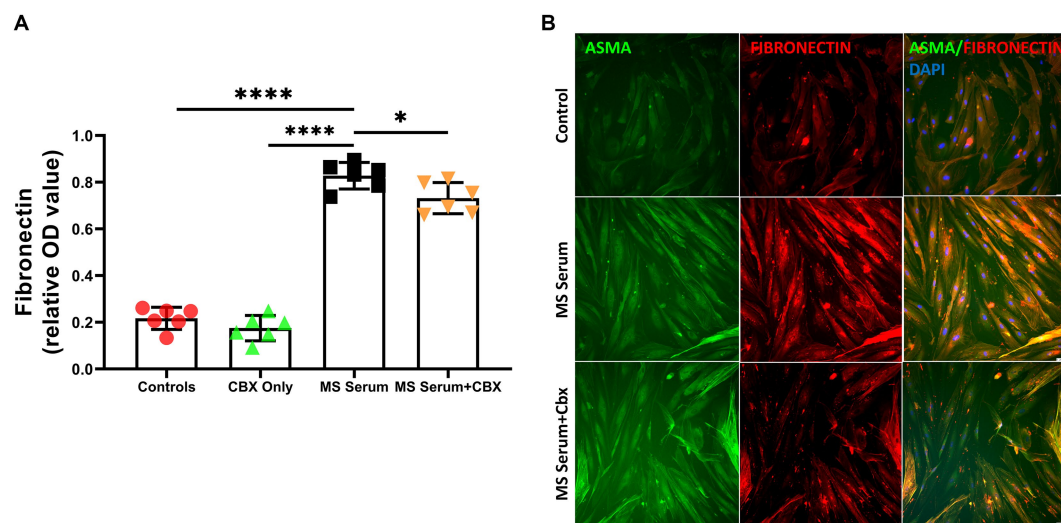 A
Fibronectin
(relative OD value)
1.0
0.8
0.6
0.4
0.2
0.0
****
****
*
Controls
CBX Only
MS Serum
MS Serum+CBX
B
ASMA
FIBRONECTIN
ASMA/FIBRONECTIN
DAPI
Control
MS Serum
MS Serum+Cbx